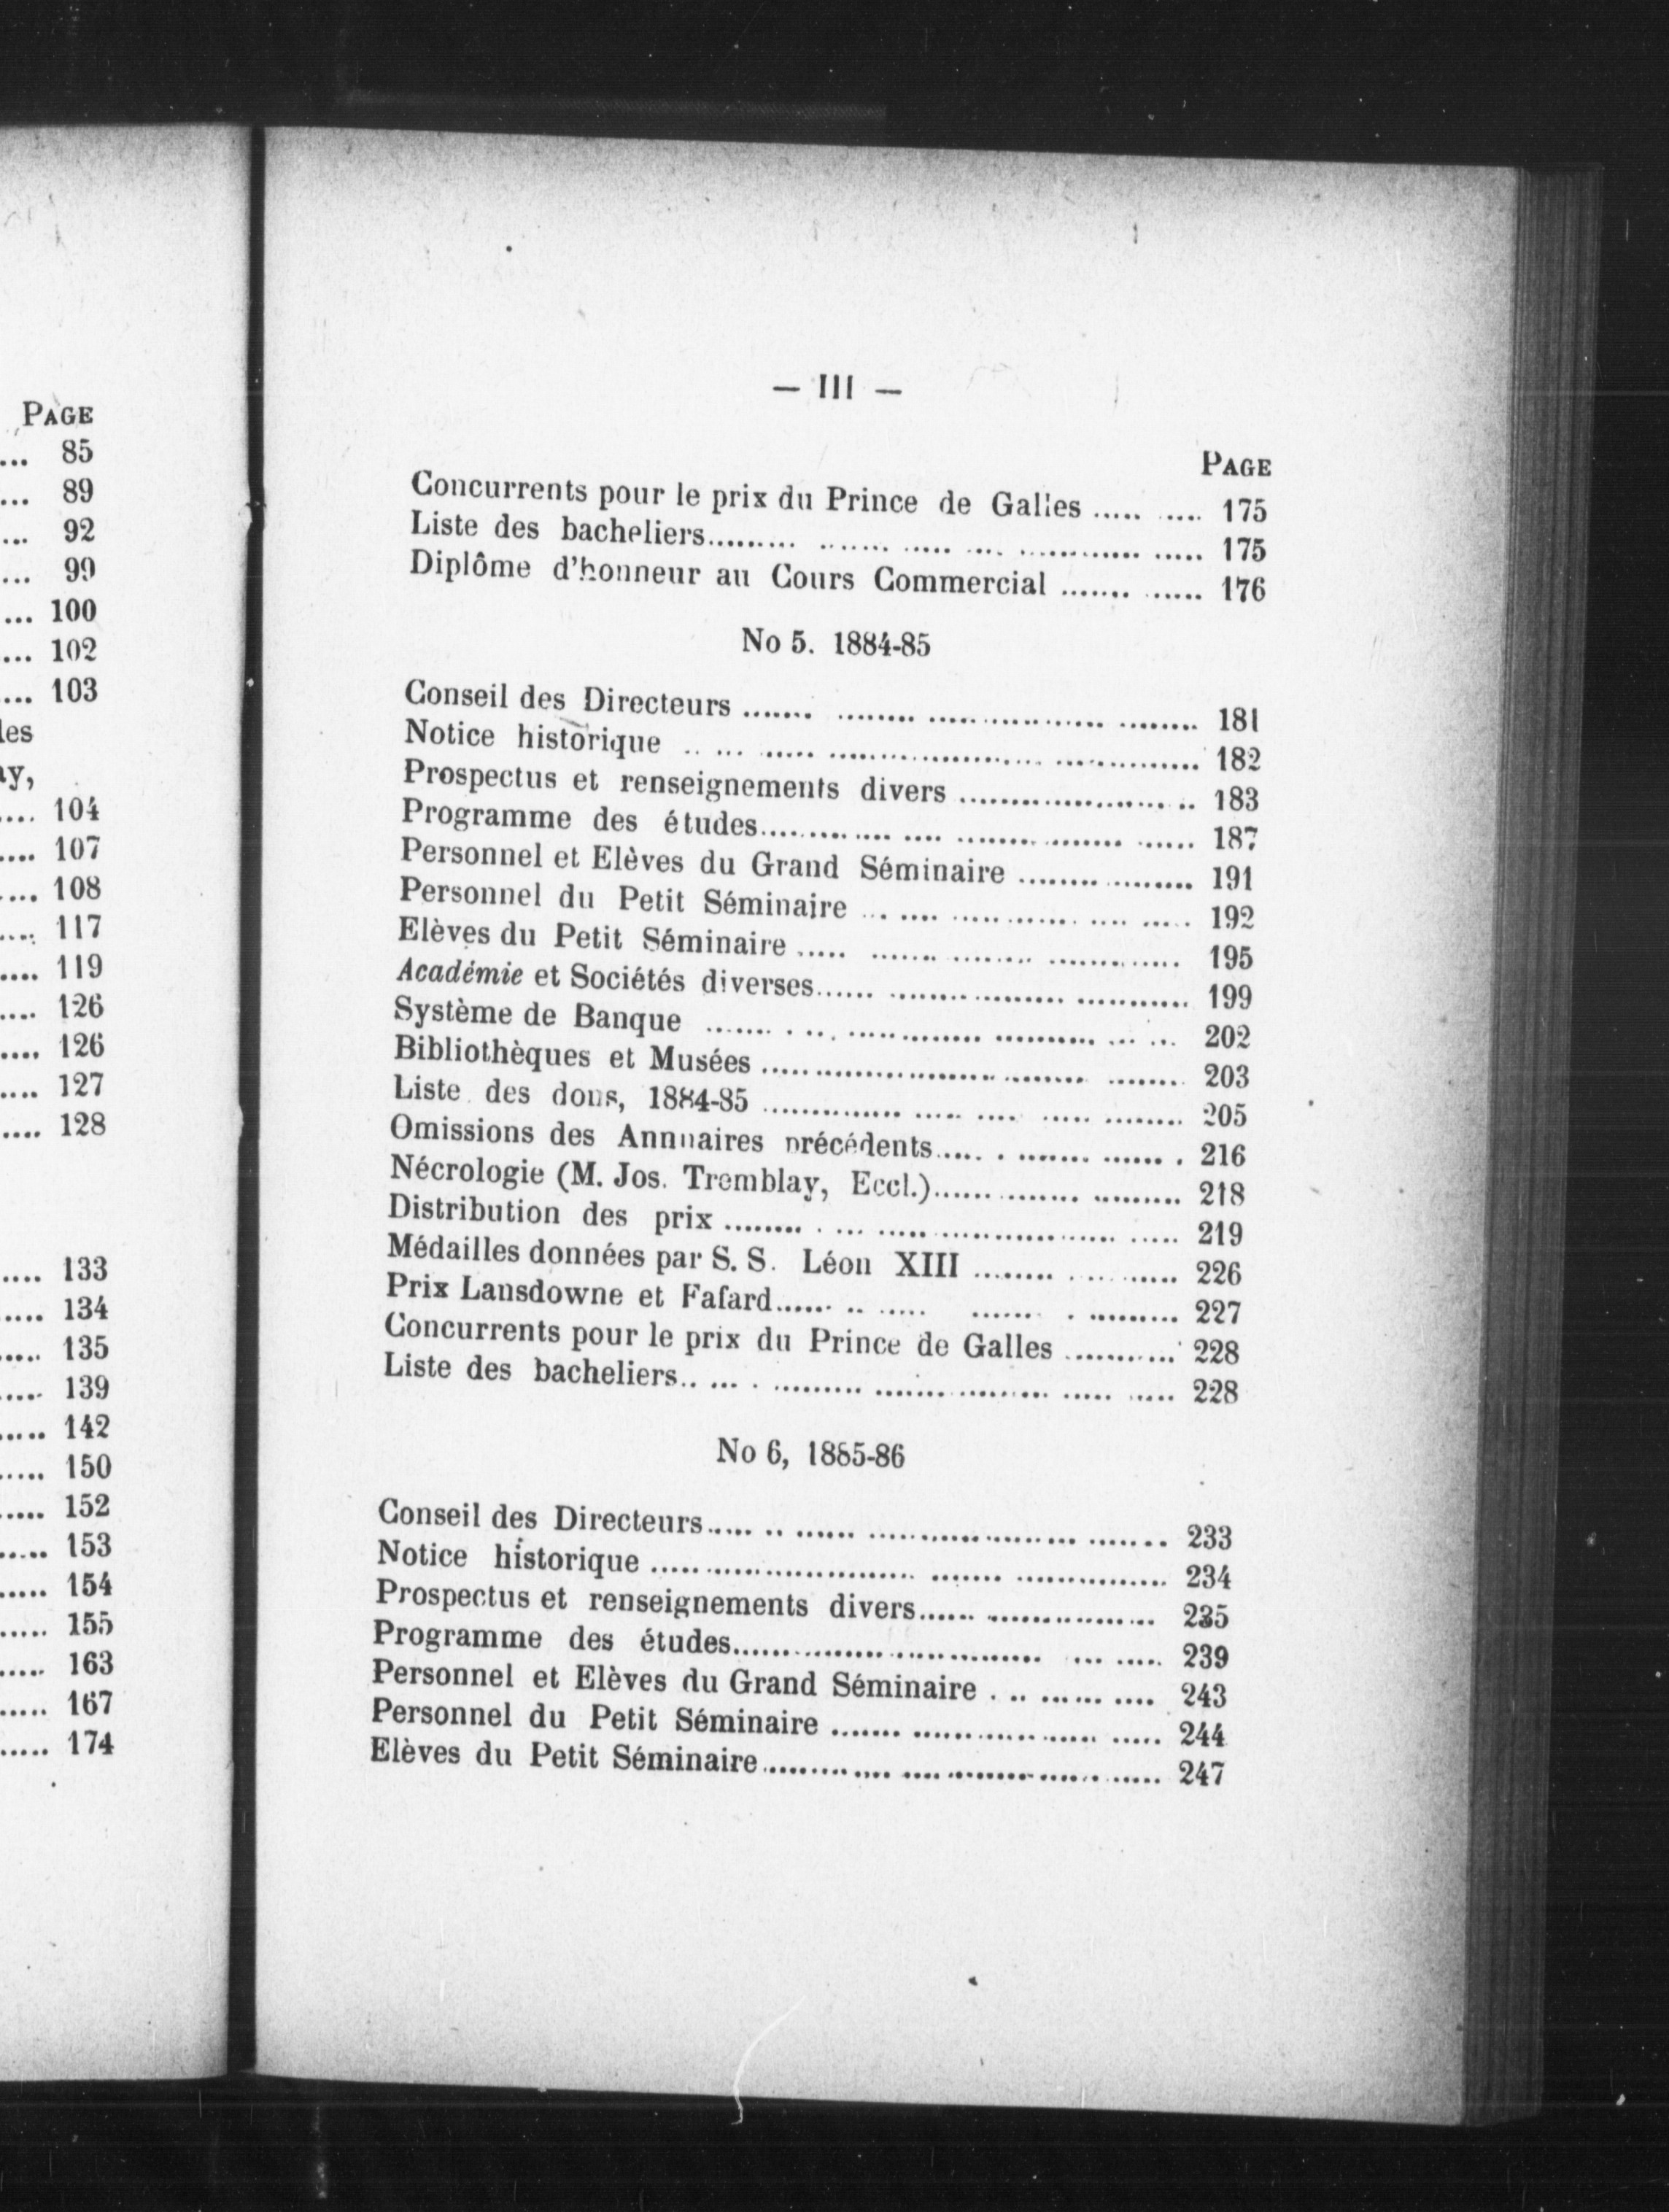 PAGE
... 85
... 89
... 92
... 99
... 100
... 102
.... 103
les
ay,
.... 104
.... 107
.... 108
.... 117
.... 119
.... 126
.... 126
.... 127
..... 128
..... 133
..... 134
..... 135
..... 139
..... 142
..... 150
..... 152
..... 153
..... 154
..... 155
..... 163
..... 167
..... 174
— III —
PAGE
Concurrents pour le prix du Prince de Galles ..... ..... 175
Liste des bacheliers......... ....... ..... .... ............ ..... 175
Diplôme d'honneur au Cours Commercial ....... ...... 176
No 5. 1884-85
Conseil des Directeurs ....... ........ .................... ........ 181
Notice historique .. ... ...... ........................ ................ 182
Prospectus et renseignements divers ...................... .. 183
Programme des études............. .... ........ ........ ...... 187
Personnel et Elèves du Grand Séminaire ........ ......... 191
Personnel du Petit Séminaire ... .... ............. .... ..... 192
Elèves du Petit Séminaire ..... ....... ........ ............. 195
Académie et Sociétés diverses...... .................... ........... 199
Système de Banque ....... . ... ............... .......... ... ... 202
Bibliothèques et Musées ............................ ........ ........ 203
Liste des dons, 1884-85 .............. ..... .... ..... ........ 205
Omissions des Annuaires précédents..... . ....... ...... . 216
Nécrologie (M. Jos. Tremblay, Eccl.)............... ......... 218
Distribution des prix ........ . ... ........................... ..... 219
Médailles données par S. S. Léon XIII ........ ..... ...... 226
Prix Lansdowne et Fafard...... .. ..... ....... . ......... 227
Concurrents pour le prix du Prince de Galles ........... 228
Liste des bacheliers.. ... . ......... ....... .......... ..... ..... 228
No 6, 1885-86
Conseil des Directeurs..... .. ...... ........................ ....... 233
Notice historique .............................. ....... ............... 234
Prospectus et renseignements divers...... ................. 235
Programme des études.................................. ... ..... 239
Personnel et Elèves du Grand Séminaire . .. ...... .... 243
Personnel du Petit Séminaire ....... .................... ..... 244
Elèves du Petit Séminaire............. .... .............. ..... 247